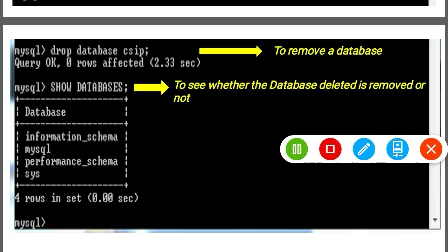 mysql> drop database csip;
To remove a database
Query OK, 0 rows affected (2.33 sec)
mysql> SHOW DATABASES;
To see whether the Database deleted is removed or
not
+--------------------+
| Database           |
+--------------------+
| information_schema |
| mysql              |
| performance_schema |
| sys                |
+--------------------+
4 rows in set (0.00 sec)
mysql>